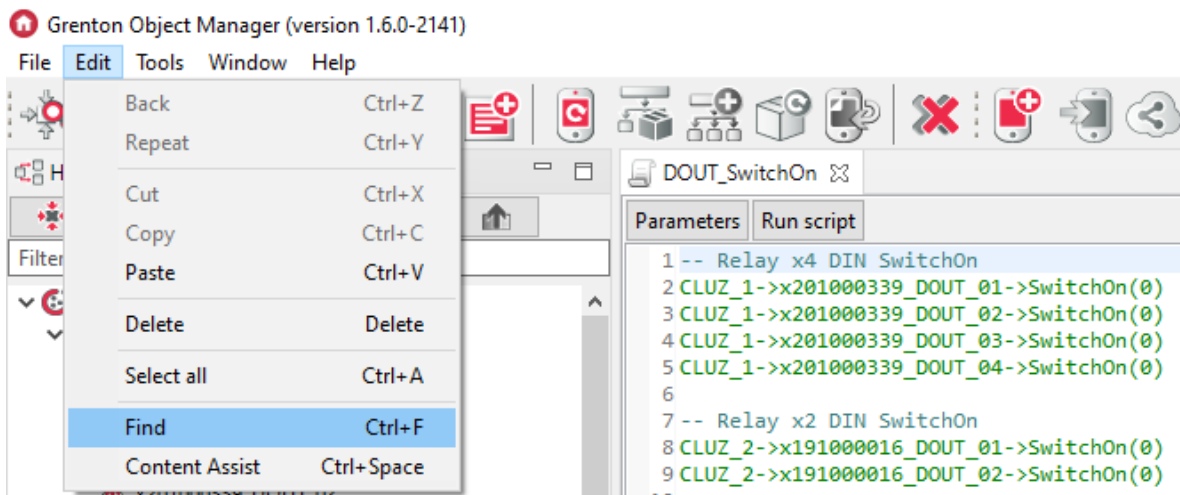 Grenton Object Manager (version 1.6.0-2141)
File Edit Tools Window Help
Back Ctrl+Z
Repeat Ctrl+Y
Cut Ctrl+X
Copy Ctrl+C
Paste Ctrl+V
Delete Delete
Select all Ctrl+A
Find Ctrl+F
Content Assist Ctrl+Space
H
Filter
DOUT_SwitchOn
Parameters Run script
1 -- Relay x4 DIN SwitchOn
2 CLUZ_1->x201000339_DOUT_01->SwitchOn(0)
3 CLUZ_1->x201000339_DOUT_02->SwitchOn(0)
4 CLUZ_1->x201000339_DOUT_03->SwitchOn(0)
5 CLUZ_1->x201000339_DOUT_04->SwitchOn(0)
6
7 -- Relay x2 DIN SwitchOn
8 CLUZ_2->x191000016_DOUT_01->SwitchOn(0)
9 CLUZ_2->x191000016_DOUT_02->SwitchOn(0)